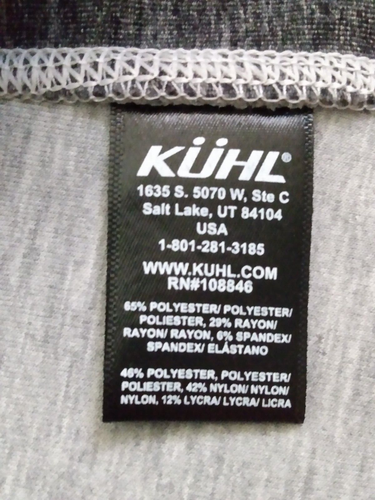 KÜHL®
1635 S. 5070 W, Ste C
Salt Lake, UT 84104
USA
1-801-281-3185
WWW.KUHL.COM
RN#108846
65% POLYESTER/ POLYESTER/
POLIESTER, 29% RAYON/
RAYON/ RAYON, 6% SPANDEX/
SPANDEX/ ELÁSTANO
46% POLYESTER, POLYESTER/
POLIESTER, 42% NYLON/ NYLON/
NYLON, 12% LYCRA/ LYCRA/ LICRA